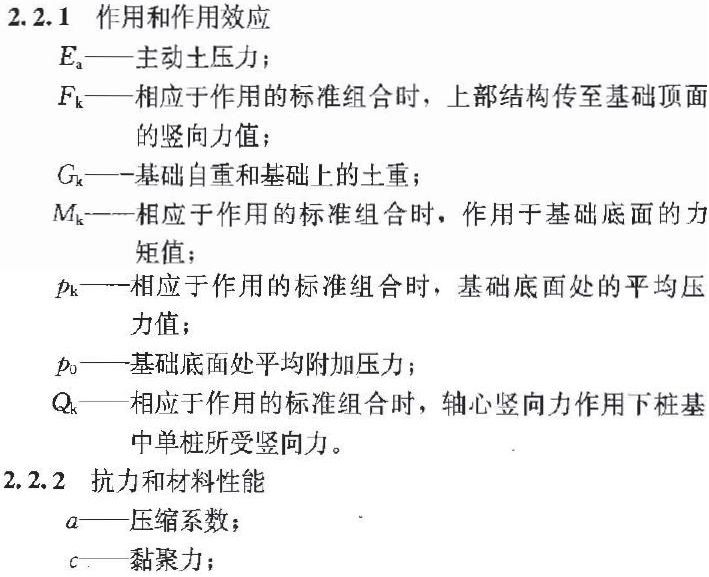 2.2.1 作用和作用效应
Ea——主动土压力；
Fk——相应于作用的标准组合时，上部结构传至基础顶面
的竖向力值；
Gk——基础自重和基础上的土重；
Mk——相应于作用的标准组合时，作用于基础底面的力
矩值；
pk——相应于作用的标准组合时，基础底面处的平均压
力值；
p0——基础底面处平均附加压力；
Qk——相应于作用的标准组合时，轴心竖向力作用下桩基
中单桩所受竖向力。
2.2.2 抗力和材料性能
a——压缩系数；
c——黏聚力；